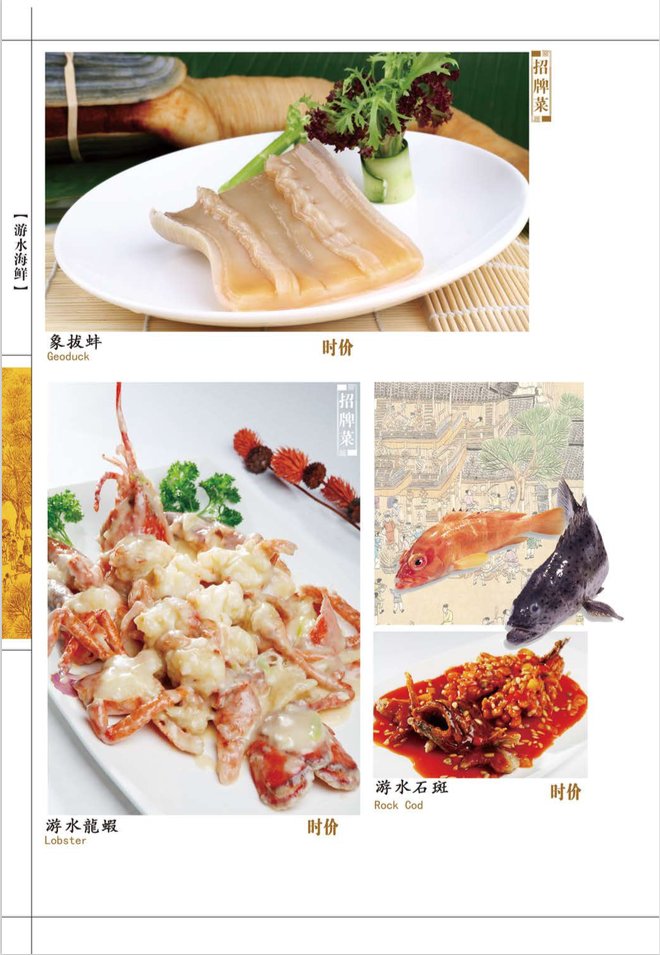 招牌菜
【游水海鲜】
象拔蚌
Geoduck
时价
招牌菜
游水龍蝦
Lobster
时价
游水石斑
Rock Cod
时价